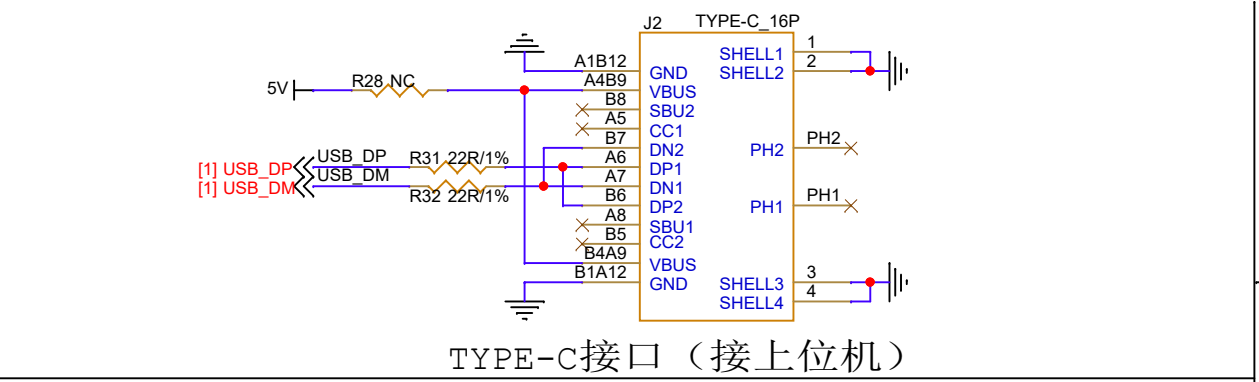 J2 TYPE-C_16P
A1B12 GND SHELL1 1
SHELL2 2
5V R28 NC A4B9 VBUS
B8 SBU2
A5 CC1
B7 DN2 PH2 PH2
[1] USB_DP USB_DP R31 22R/1% A6 DP1
[1] USB_DM USB_DM R32 22R/1% A7 DN1
B6 DP2 PH1 PH1
A8 SBU1
B5 CC2
B4A9 VBUS
B1A12 GND SHELL3 3
SHELL4 4
TYPE-C接口（接上位机）